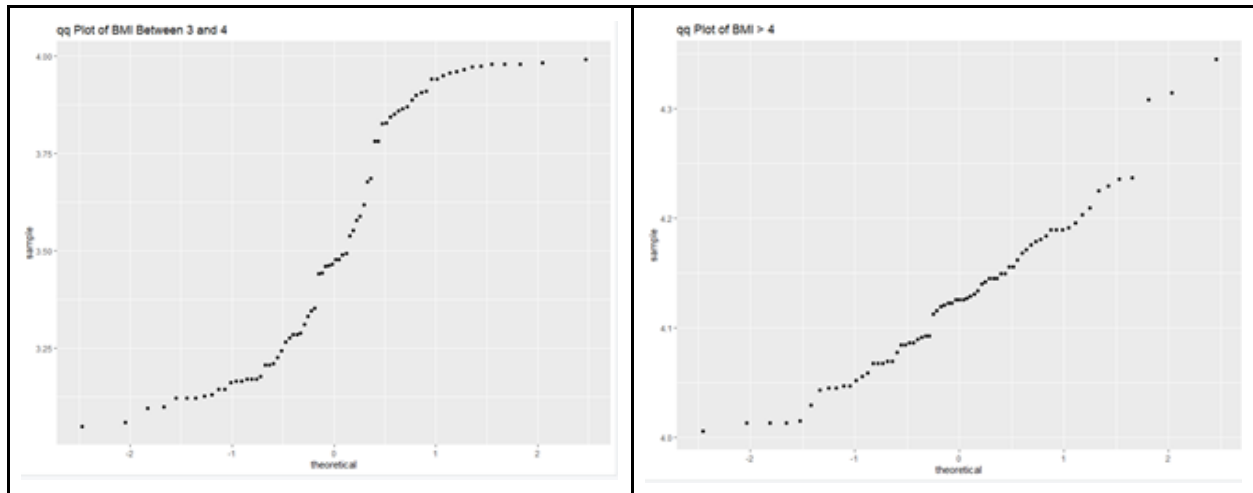 qq Plot of BMI Between 3 and 4
4.00
3.75
3.50
3.25
sample
-2 -1 0 1 2
theoretical
qq Plot of BMI > 4
4.3
4.2
4.1
4.0
sample
-2 -1 0 1 2
theoretical